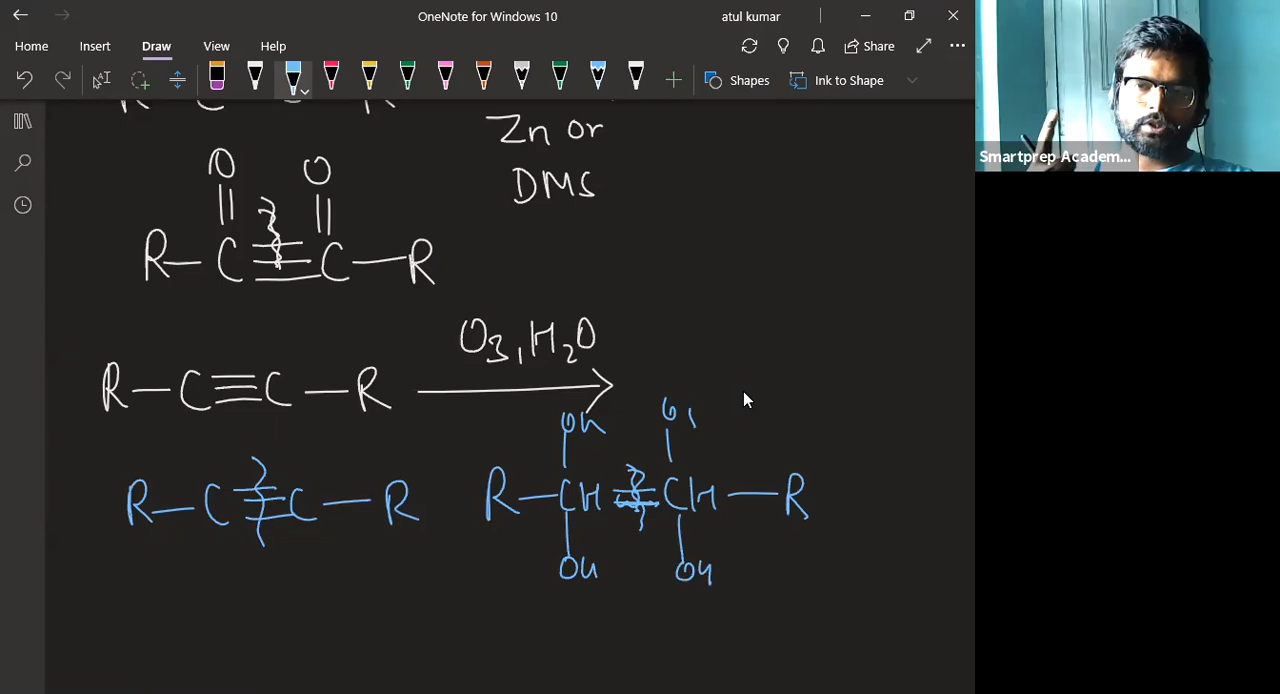 OneNote for Windows 10
atul kumar
Home Insert Draw View Help
Share
Shapes
Ink to Shape
Smartprep Academ...
Zn or
DMS
O O
R-C≡C-R
O3, H2O
R-C≡C-R
OH
R-C≡C-R
R-CH≡CH-R
OH OH